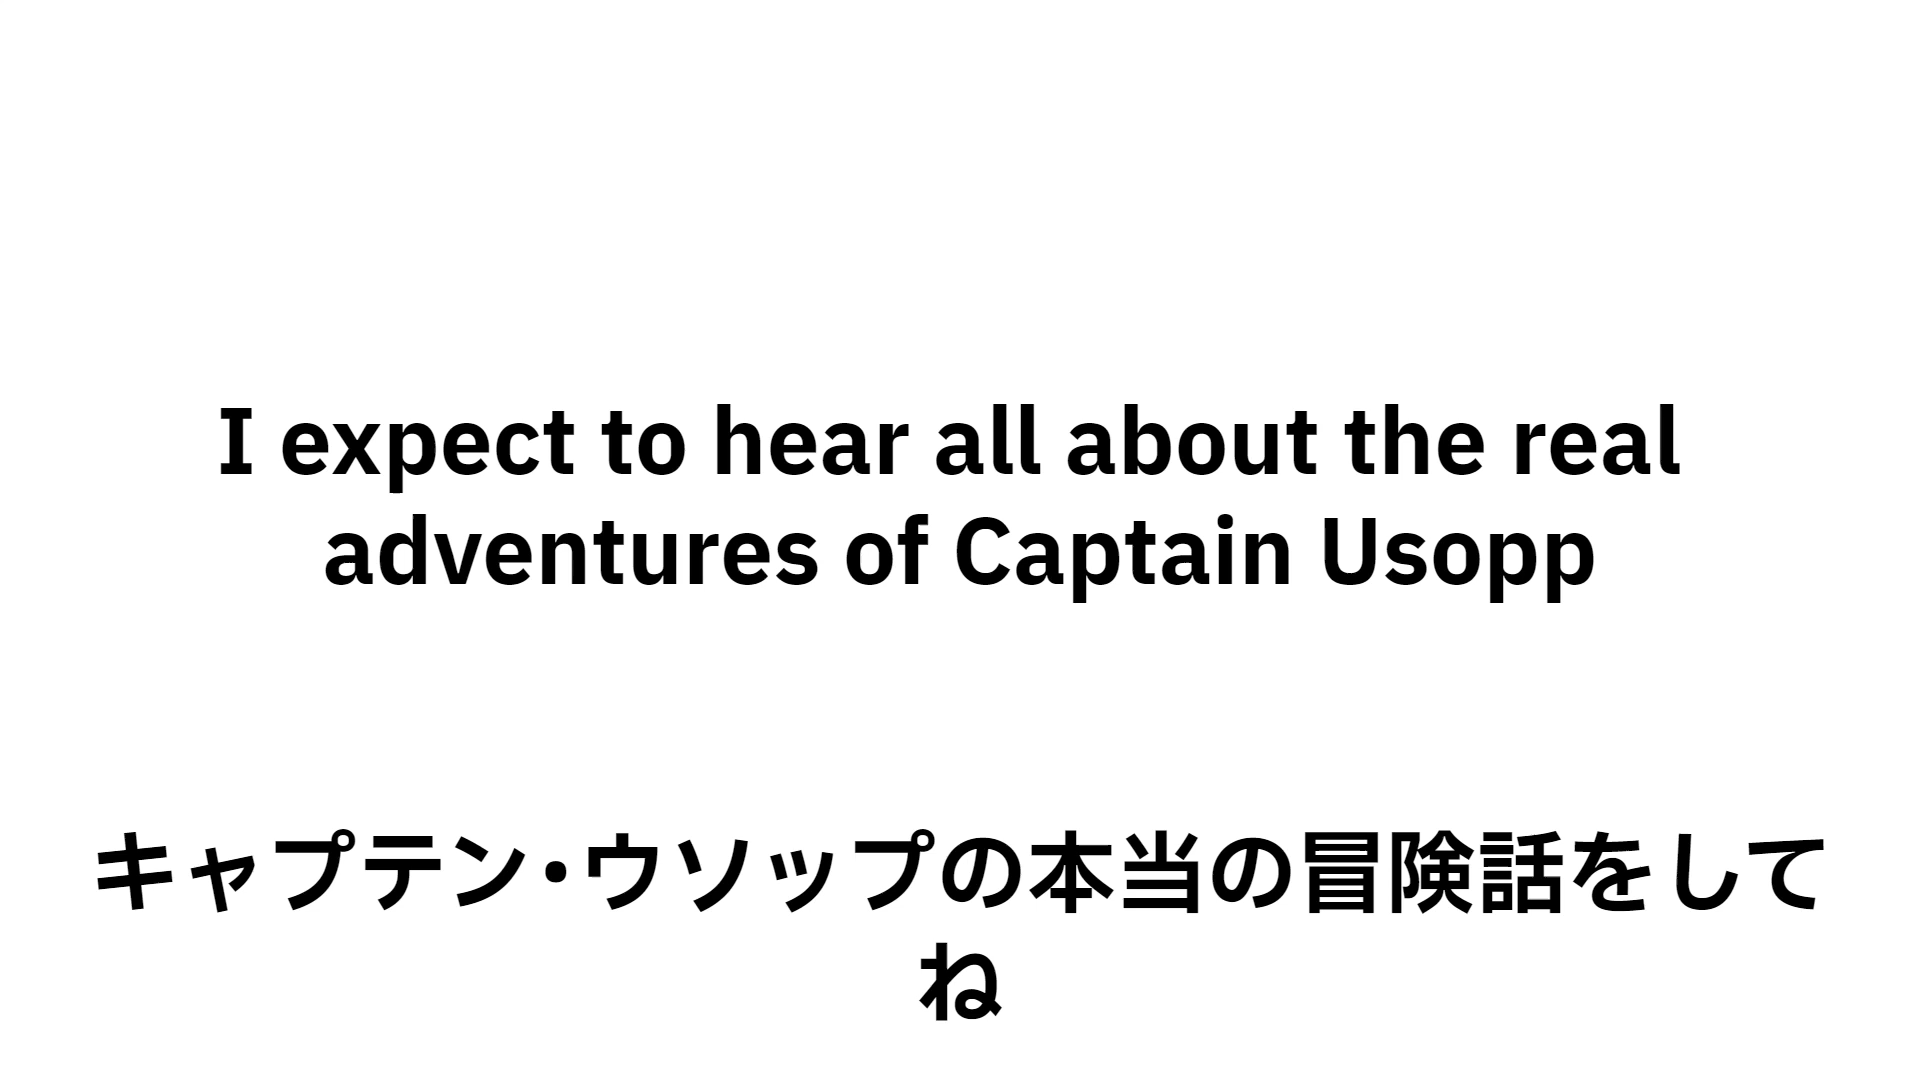 I expect to hear all about the real
adventures of Captain Usopp
キャプテン・ウソップの本当の冒険話をして
ね